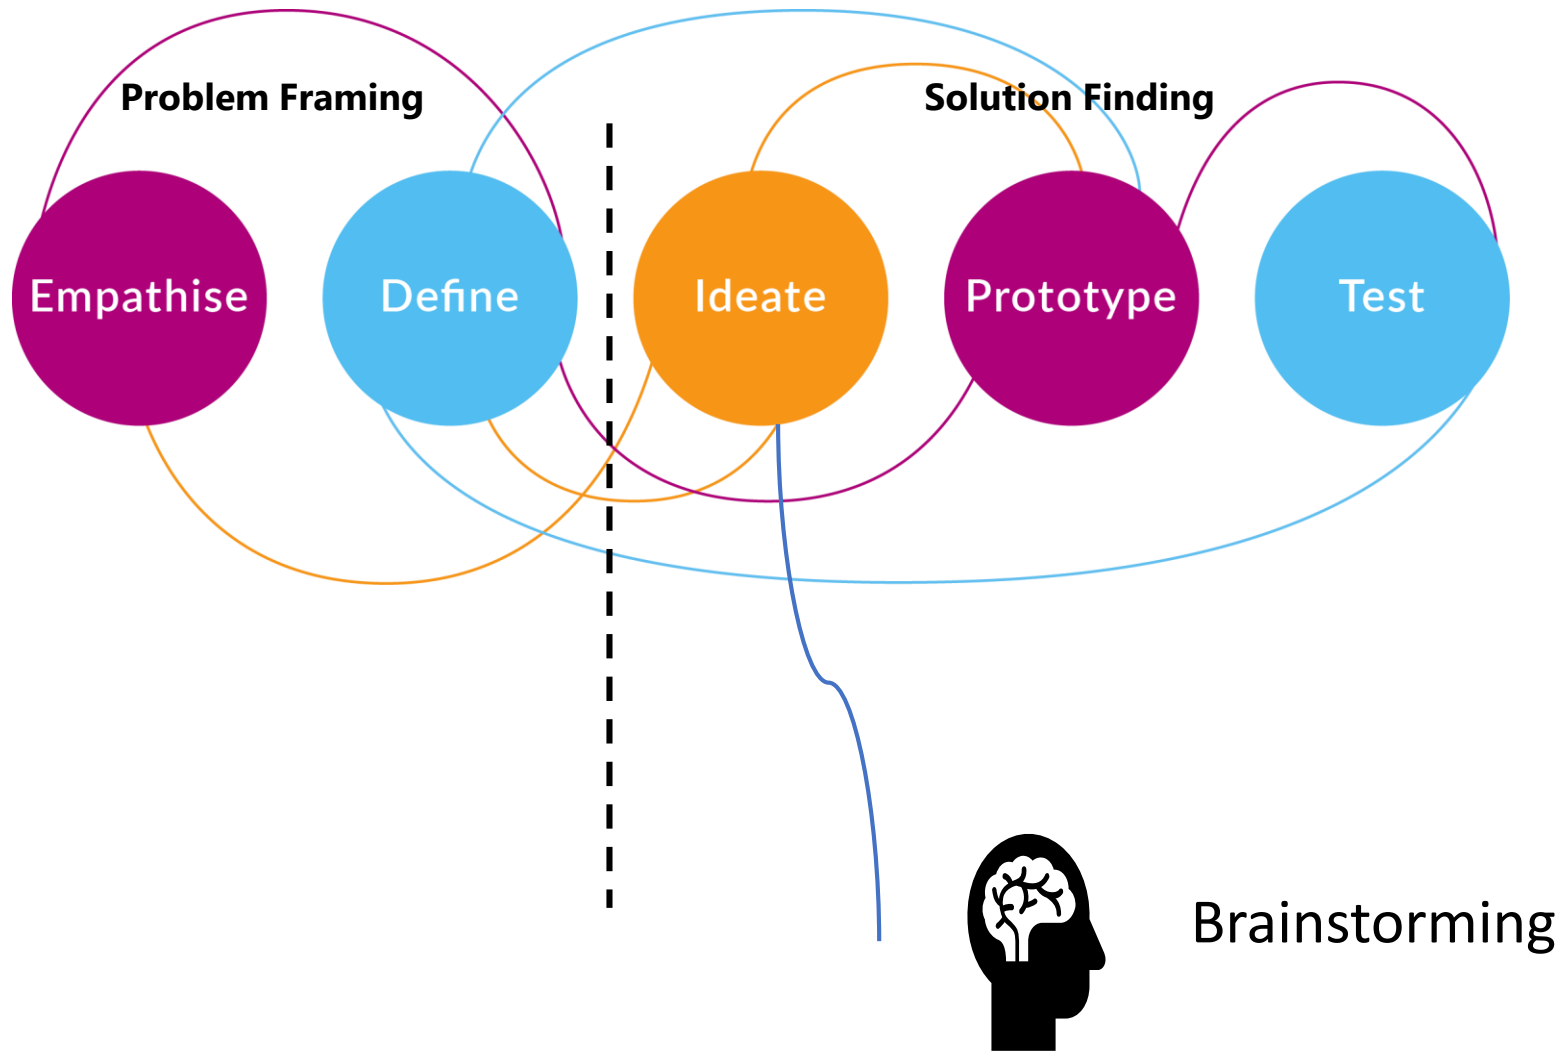 Problem Framing
Solution Finding
Empathise
Define
Ideate
Prototype
Test
Brainstorming